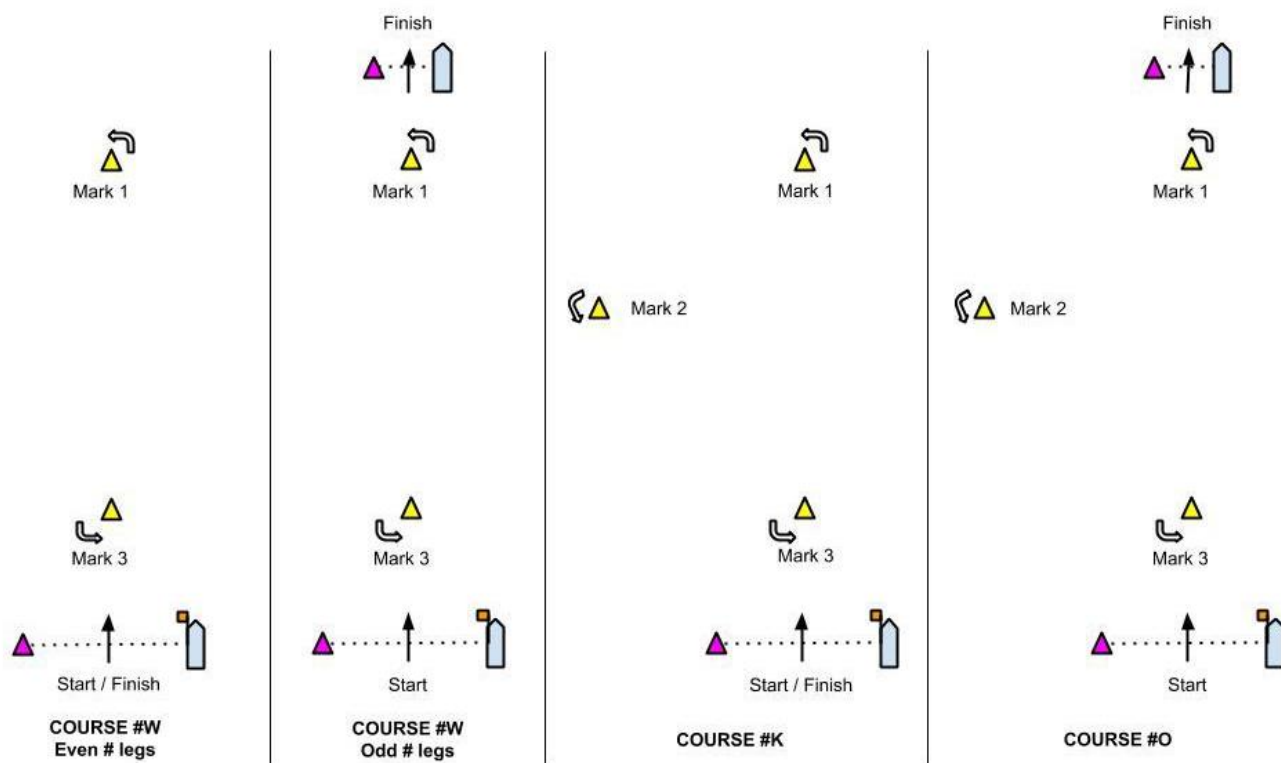 Finish
Finish
Mark 1
Mark 1
Mark 1
Mark 1
Mark 2
Mark 2
Mark 3
Mark 3
Mark 3
Mark 3
Start / Finish
Start
Start / Finish
Start
COURSE #W
Even # legs
COURSE #W
Odd # legs
COURSE #K
COURSE #O